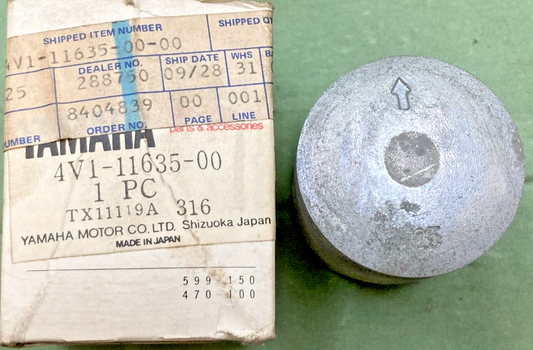 SHIPPED ITEM NUMBER
SHIPPED QT
4V1-11635-00-00
DEALER NO.
SHIP DATE
WHS
25
288750
09/28
31
8404839
00
001
NUMBER
ORDER NO.
PAGE
LINE
YAMAHA
parts & accessories
4V1-11635-00
1 PC
TX11119A 316
YAMAHA MOTOR CO. LTD. Shizuoka Japan
MADE IN JAPAN
599 150
470 100